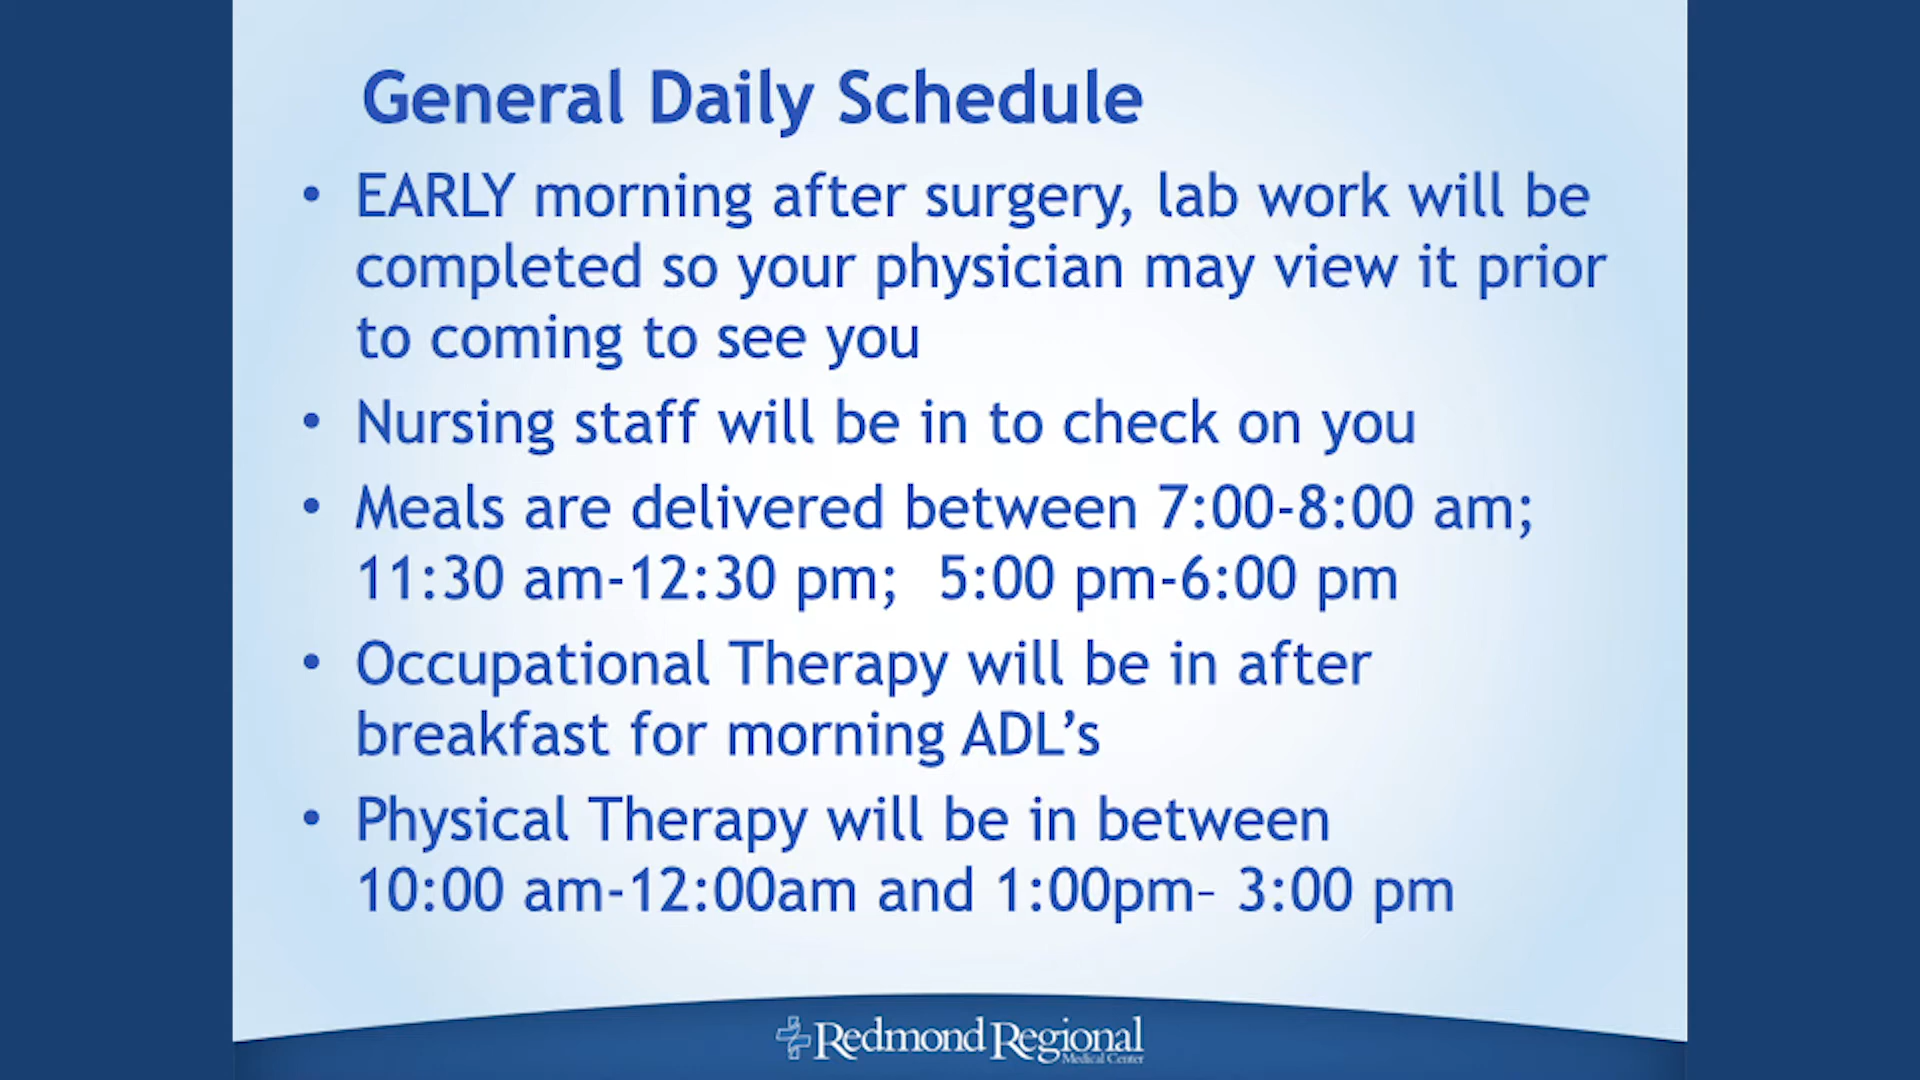 General Daily Schedule
• EARLY morning after surgery, lab work will be
completed so your physician may view it prior
to coming to see you
• Nursing staff will be in to check on you
• Meals are delivered between 7:00-8:00 am;
11:30 am-12:30 pm;  5:00 pm-6:00 pm
• Occupational Therapy will be in after
breakfast for morning ADL’s
• Physical Therapy will be in between
10:00 am-12:00am and 1:00pm– 3:00 pm
Redmond Regional
Medical Center